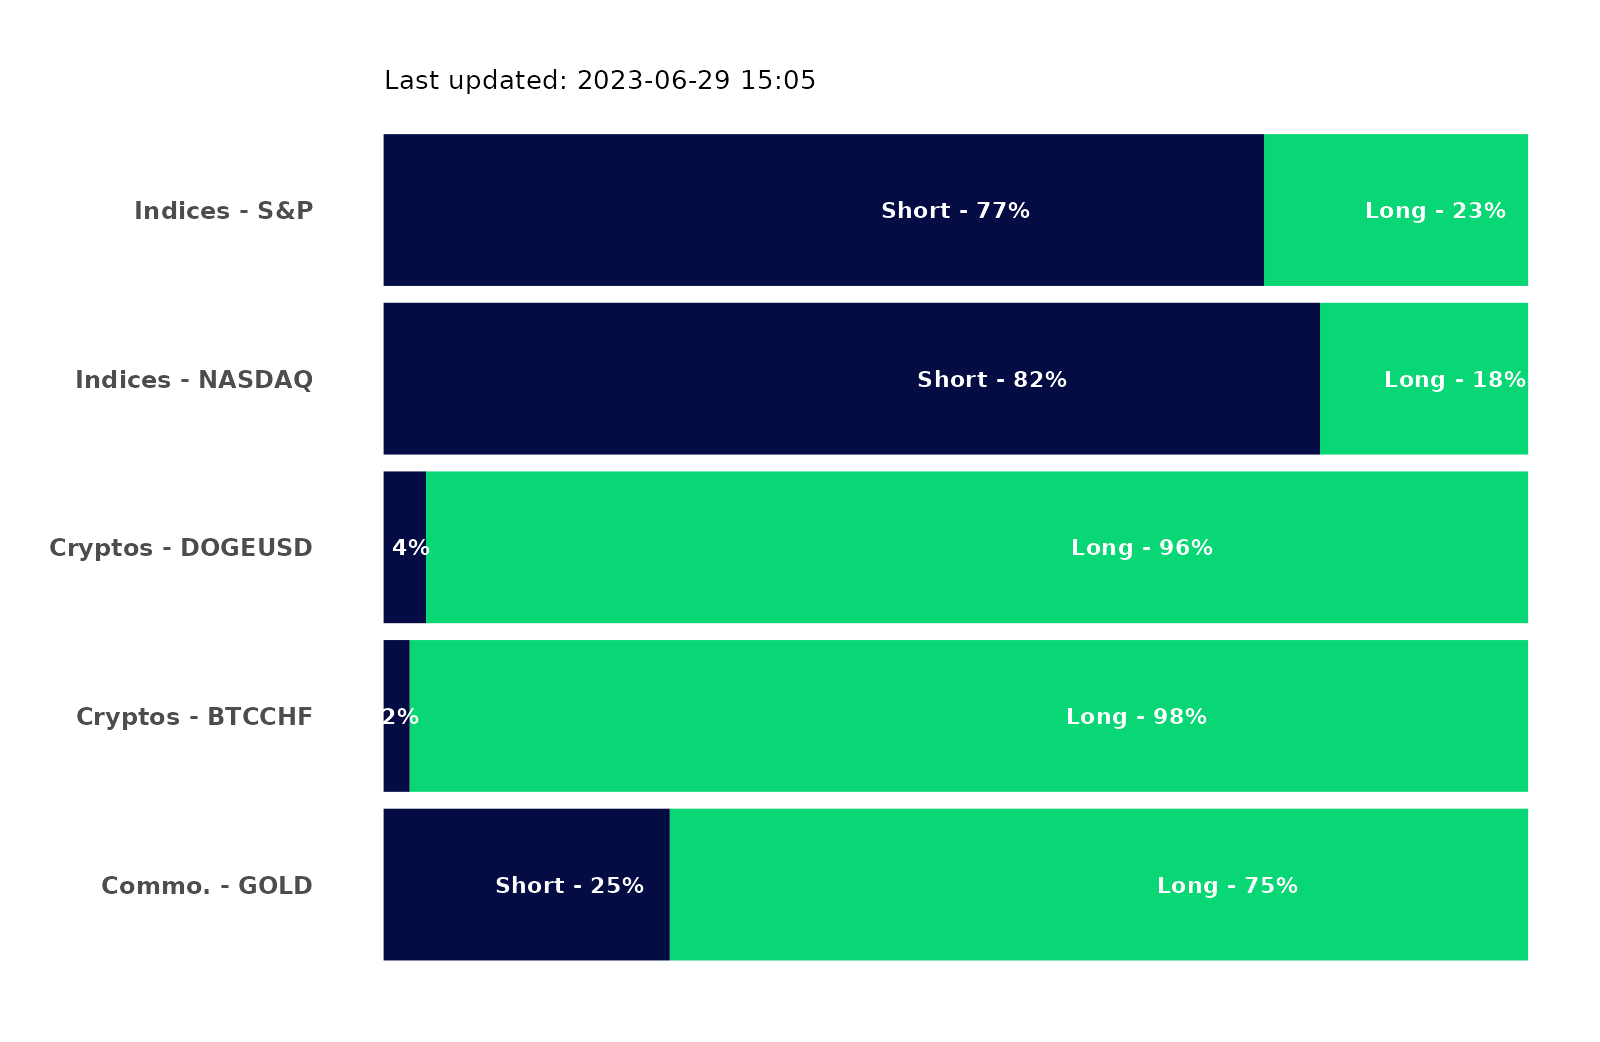 Last updated: 2023-06-29 15:05
Indices - S&P Short - 77% Long - 23%
Indices - NASDAQ Short - 82% Long - 18%
Cryptos - DOGEUSD 4% Long - 96%
Cryptos - BTCCHF 2% Long - 98%
Commo. - GOLD Short - 25% Long - 75%